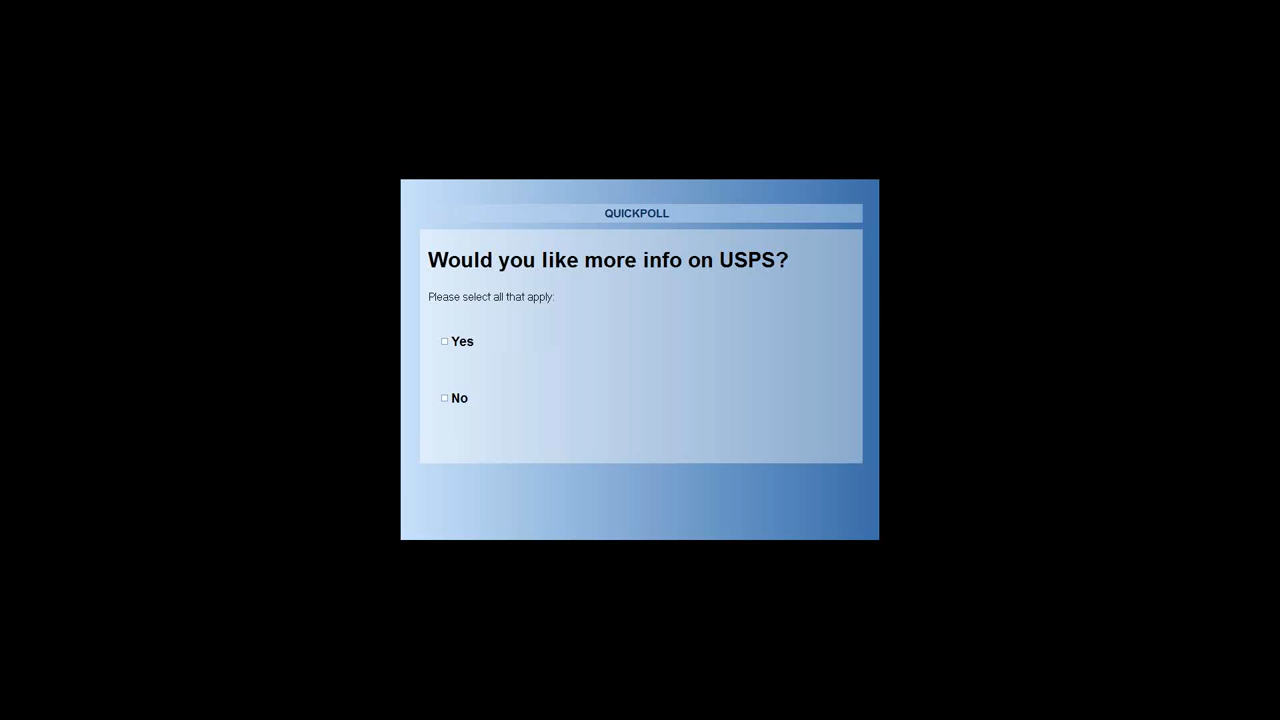 QUICKPOLL
Would you like more info on USPS?
Please select all that apply:
Yes
No